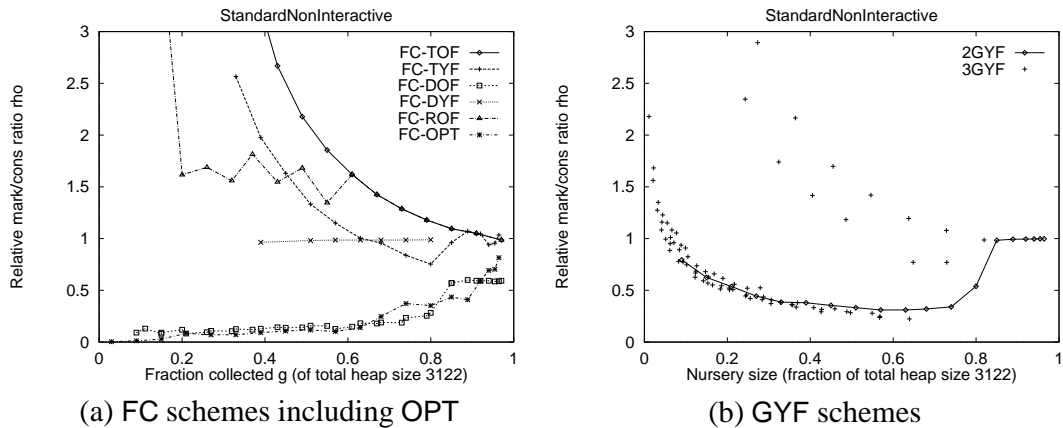 StandardNonInteractive
Relative mark/cons ratio rho
3
2.5
2
1.5
1
0.5
0
0 0.2 0.4 0.6 0.8 1
Fraction collected g (of total heap size 3122)
FC-TOF
FC-TYF
FC-DOF
FC-DYF
FC-ROF
FC-OPT
(a) FC schemes including OPT
StandardNonInteractive
Relative mark/cons ratio rho
3
2.5
2
1.5
1
0.5
0
0 0.2 0.4 0.6 0.8 1
Nursery size (fraction of total heap size 3122)
2GYF
3GYF
(b) GYF schemes